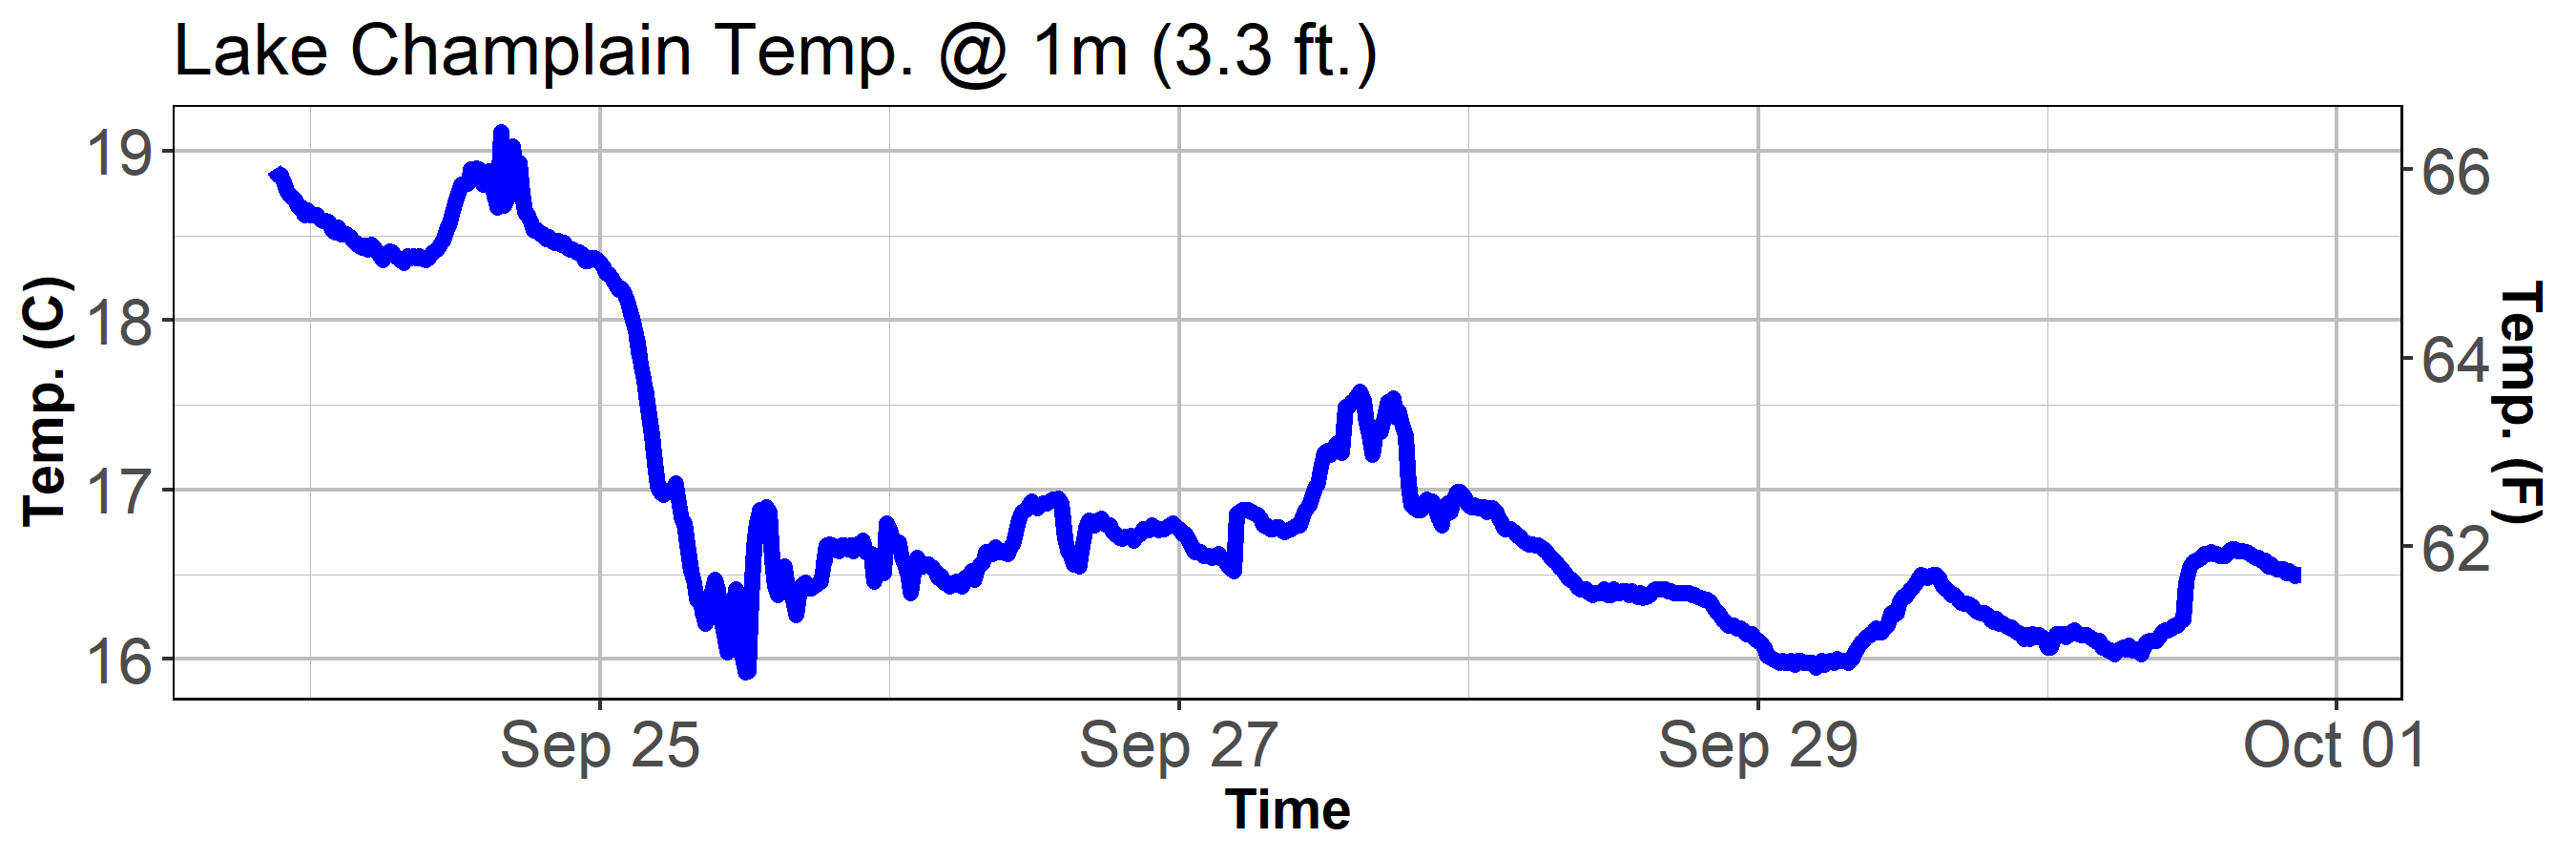 Lake Champlain Temp. @ 1m (3.3 ft.)
Temp. (C)
19
18
17
16
66
64
62
Temp. (F)
Sep 25 Sep 27 Sep 29 Oct 01
Time